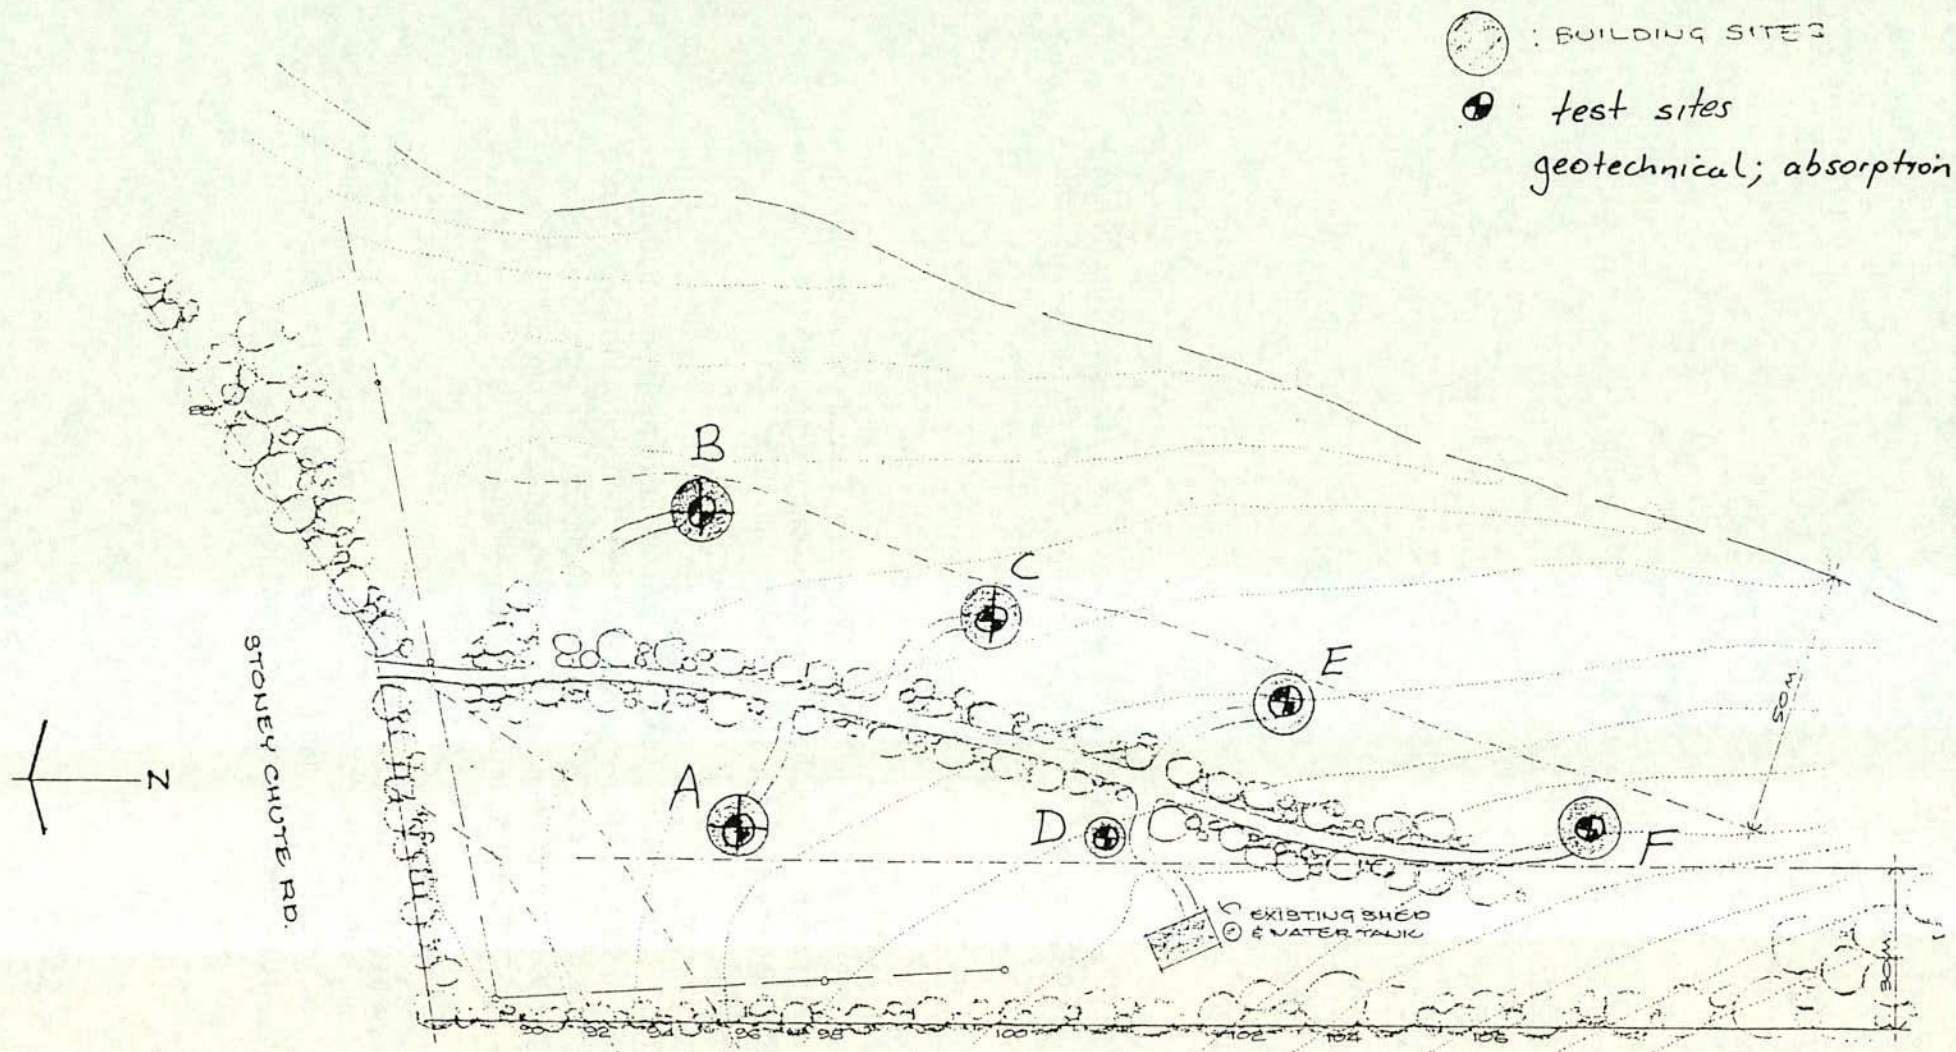 : BUILDING SITES
test sites
geotechnical; absorption
B
C
E
A
D
F
STONEY CHUTE RD.
N
50M
EXISTING SHED
& WATER TANK
30M
88
90 92 94 96 98 100 102 104 106